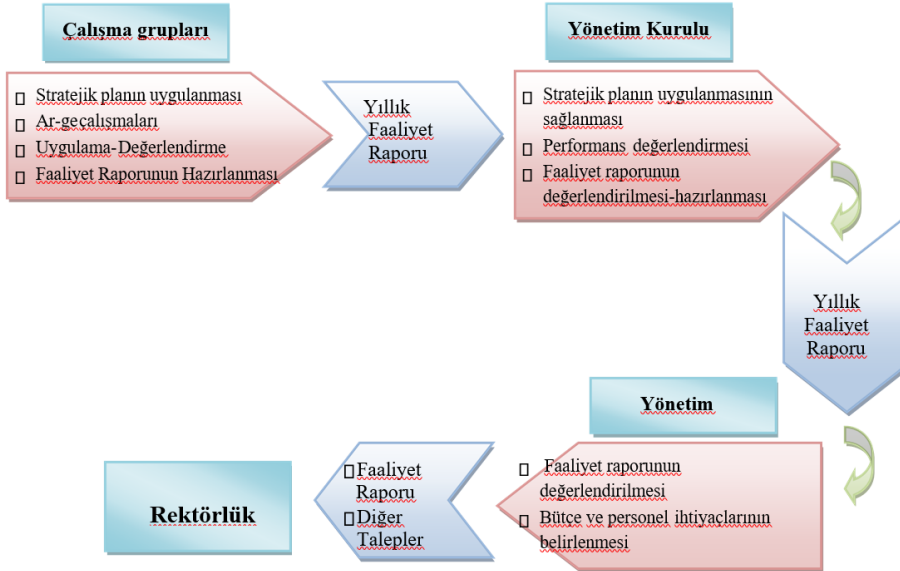 Çalışma grupları
Stratejik planın uygulanması
Ar-geçalışmaları
Uygulama-Değerlendirme
Faaliyet Raporunun Hazırlanması
Yıllık
Faaliyet
Raporu
Yönetim Kurulu
Stratejik planın uygulanmasının
sağlanması
Performans değerlendirmesi
Faaliyet raporunun
değerlendirilmesi-hazırlanması
Yıllık
Faaliyet
Raporu
Yönetim
Faaliyet raporunun
değerlendirilmesi
Bütçe ve personel ihtiyaçlarının
belirlenmesi
Faaliyet
Raporu
Diğer
Talepler
Rektörlük